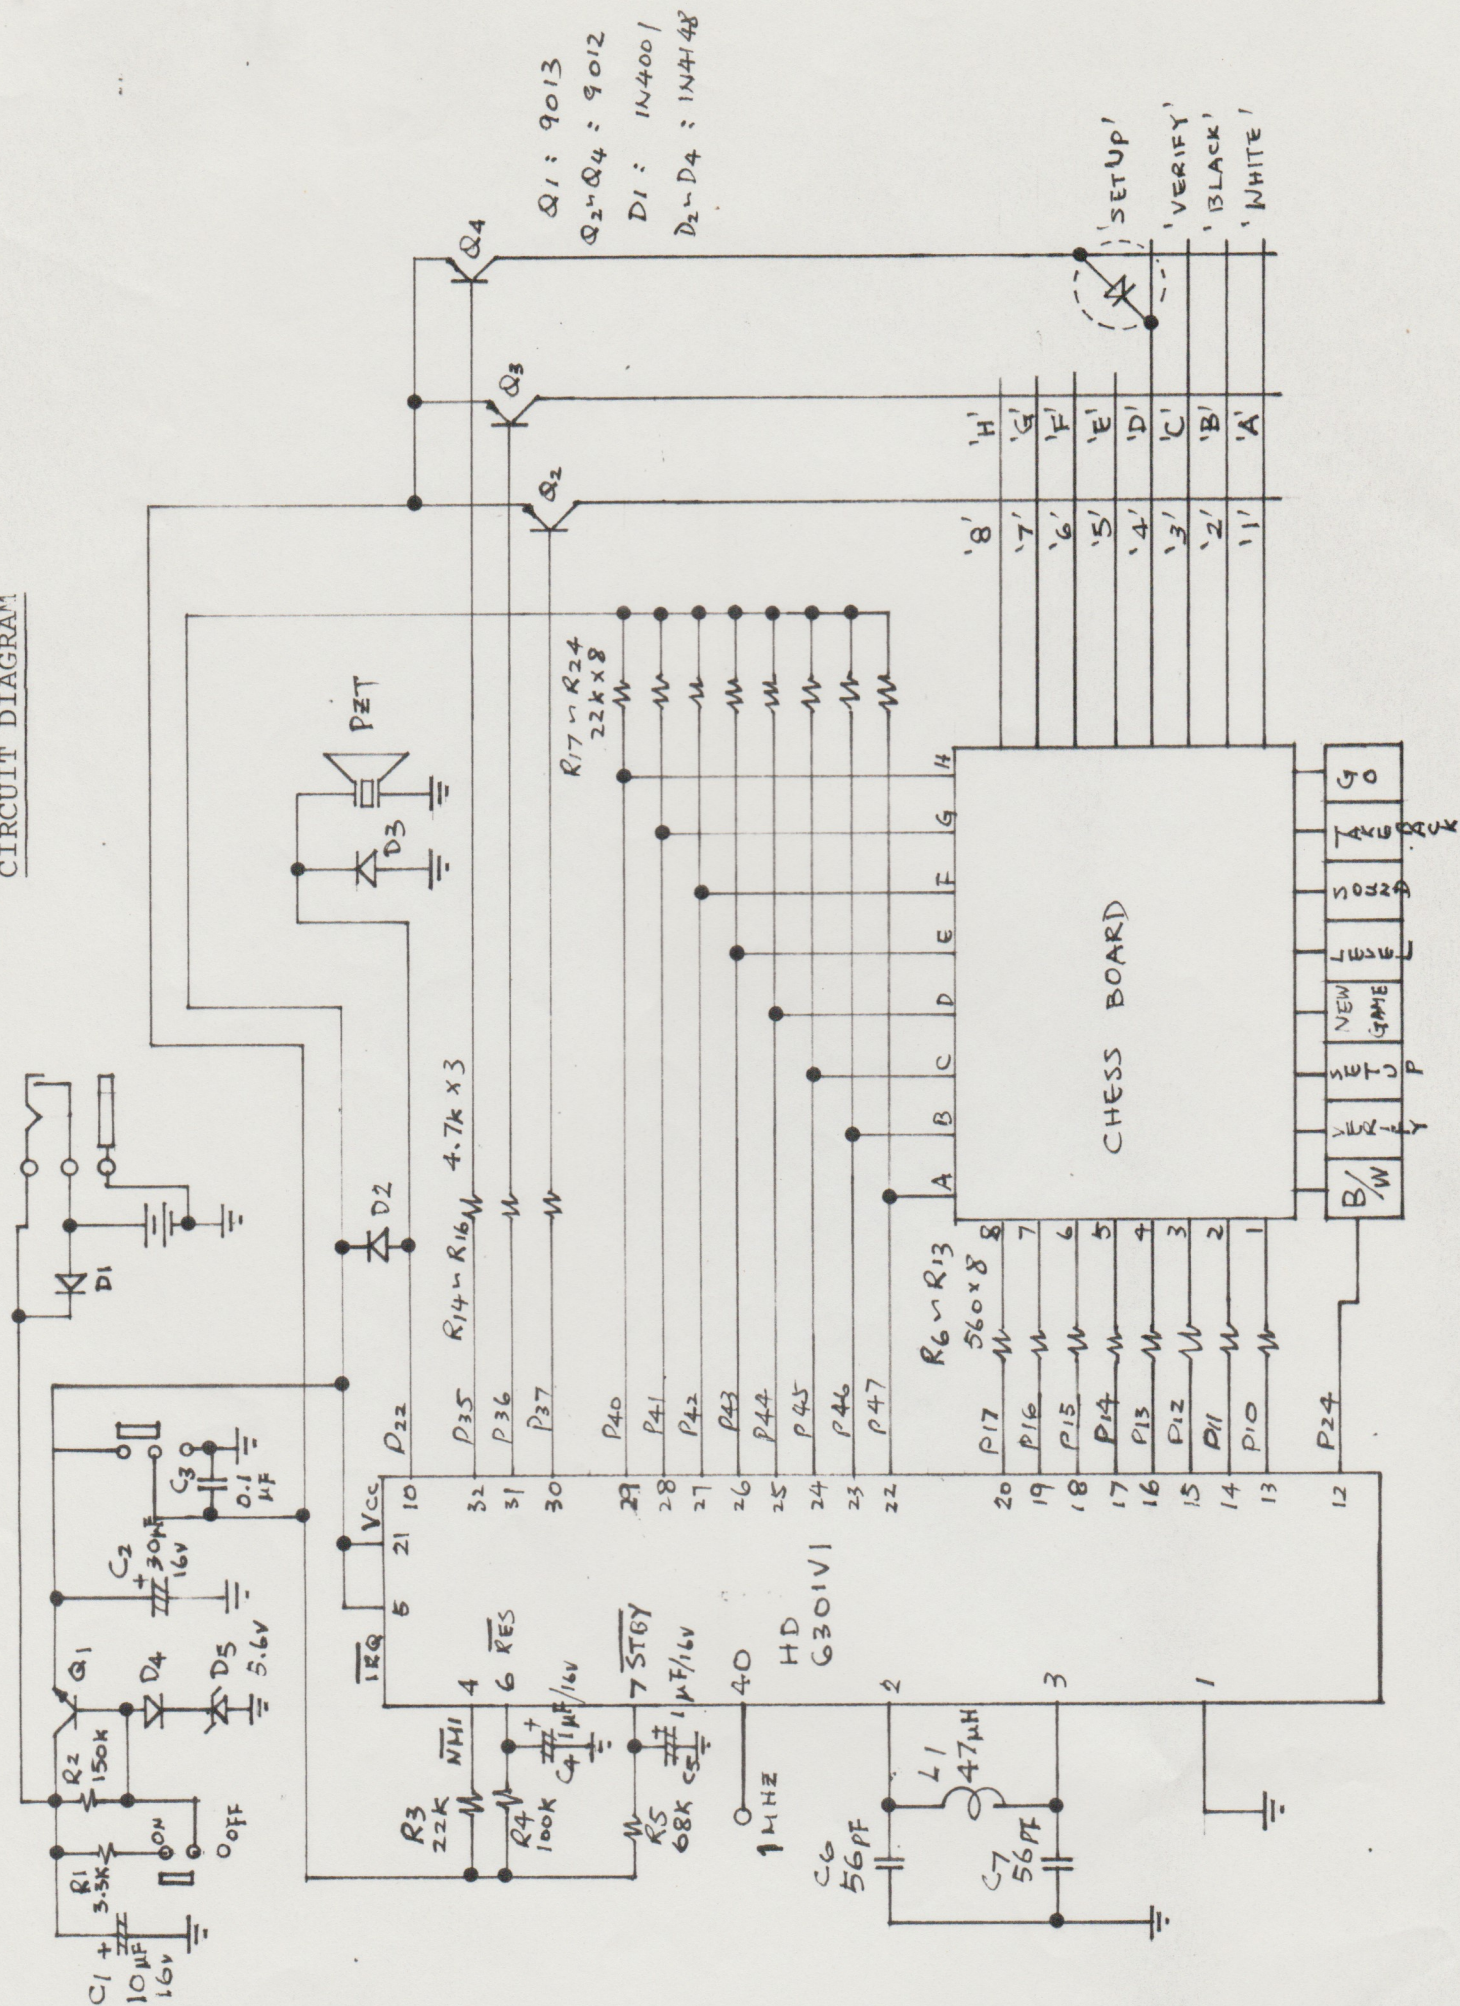 CIRCUIT DIAGRAM
C1 +
10µF
16V
R1
3.3K
R2
150K
ON
OFF
Q1
D4
D5
5.6V
C2
+
30µF
16V
C3
0.1
µF
D1
D2
D3
PZT
Q1 : 9013
Q2~Q4 : 9012
D1 : 1N4001
D2~D4 : 1N4148
Q4
Q3
Q2
R14~R16 4.7K x 3
R17~R24
22K x 8
IRQ
VCC
5
21
10
P22
32
P35
31
P36
30
P37
29
P40
28
P41
27
P42
26
P43
25
P44
24
P45
23
P46
22
P47
NMI
4
RES
6
STBY
7
40
2
3
1
R3
22K
R4
100K
C4
+
1µF/16V
R5
68K
C5
+
1µF/16V
1MHZ
HD
6301V1
C6
56PF
L1
47µH
C7
56PF
R6~R13
560 x 8
20
P17
8
19
P16
7
18
P15
6
17
P14
5
16
P13
4
15
P12
3
14
P11
2
13
P10
1
12
P24
A
B
C
D
E
F
G
H
CHESS BOARD
B/W
VERIFY
SETUP
NEW GAME
LEVEL
SOUND
TAKE BACK
GO
'8'
'7'
'6'
'5'
'4'
'3'
'2'
'1'
'H'
'G'
'F'
'E'
'D'
'C'
'B'
'A'
'SETUP'
'VERIFY'
'BLACK'
'WHITE'